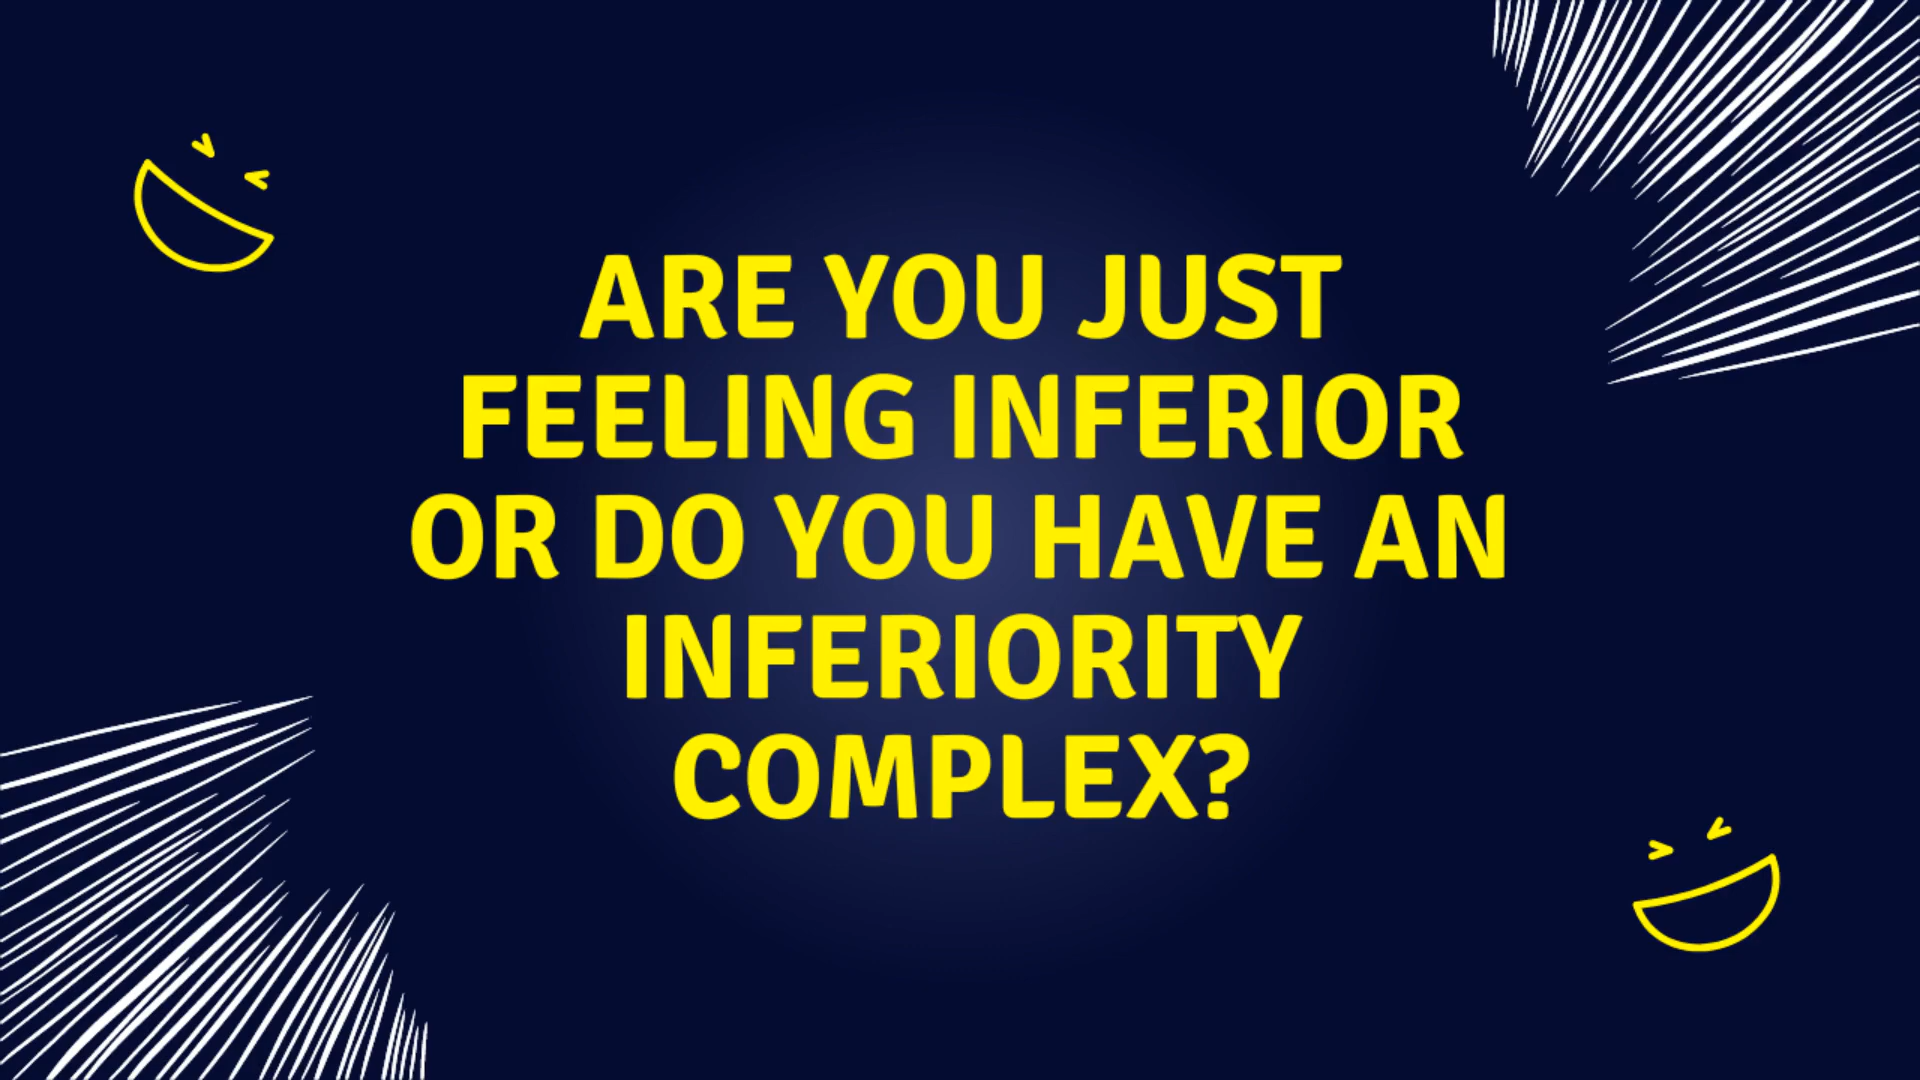 ARE YOU JUST
FEELING INFERIOR
OR DO YOU HAVE AN
INFERIORITY
COMPLEX?